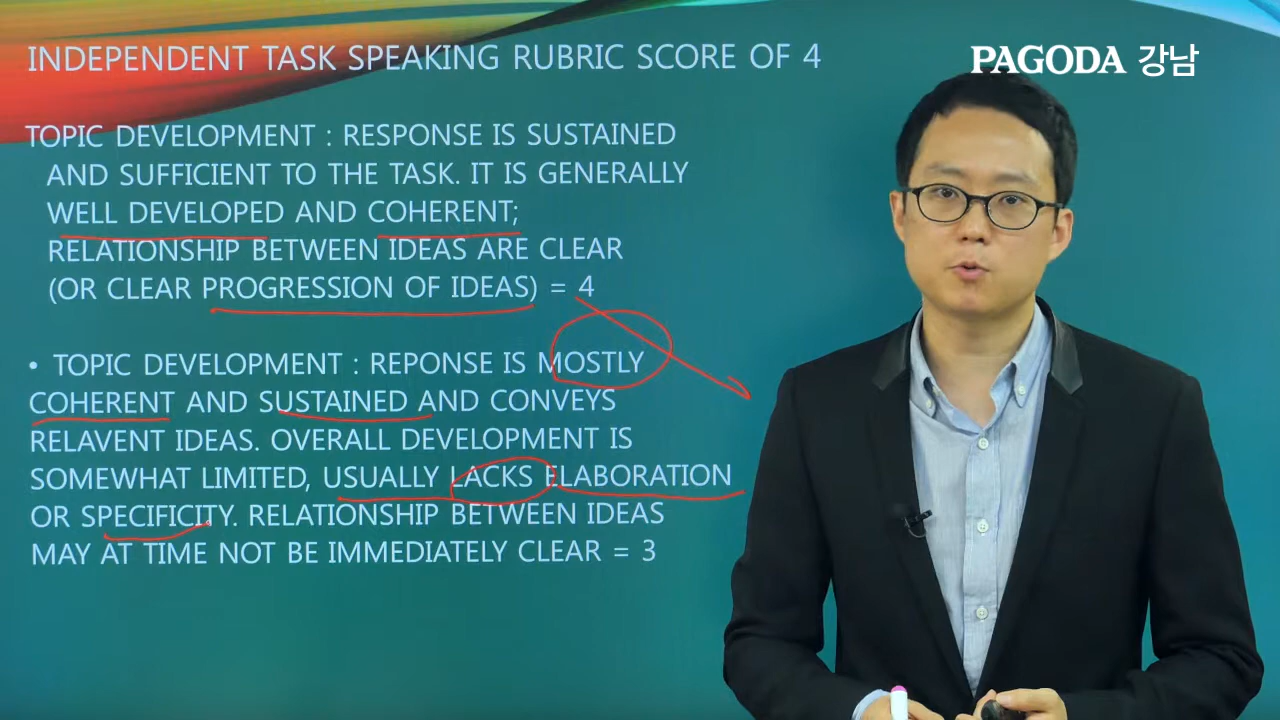 INDEPENDENT TASK SPEAKING RUBRIC SCORE OF 4
PAGODA 강남
TOPIC DEVELOPMENT : RESPONSE IS SUSTAINED
AND SUFFICIENT TO THE TASK. IT IS GENERALLY
WELL DEVELOPED AND COHERENT;
RELATIONSHIP BETWEEN IDEAS ARE CLEAR
(OR CLEAR PROGRESSION OF IDEAS) = 4
• TOPIC DEVELOPMENT : REPONSE IS MOSTLY
COHERENT AND SUSTAINED AND CONVEYS
RELAVENT IDEAS. OVERALL DEVELOPMENT IS
SOMEWHAT LIMITED, USUALLY LACKS ELABORATION
OR SPECIFICITY. RELATIONSHIP BETWEEN IDEAS
MAY AT TIME NOT BE IMMEDIATELY CLEAR = 3